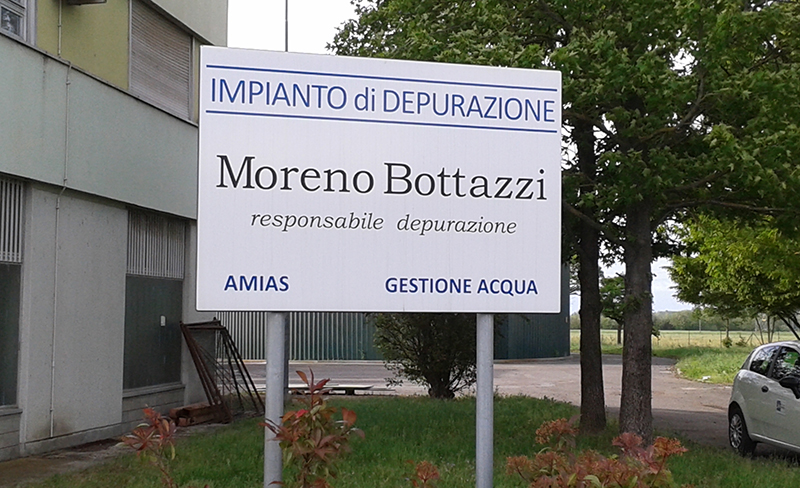 IMPIANTO di DEPURAZIONE
Moreno Bottazzi
responsabile depurazione
AMIAS GESTIONE ACQUA